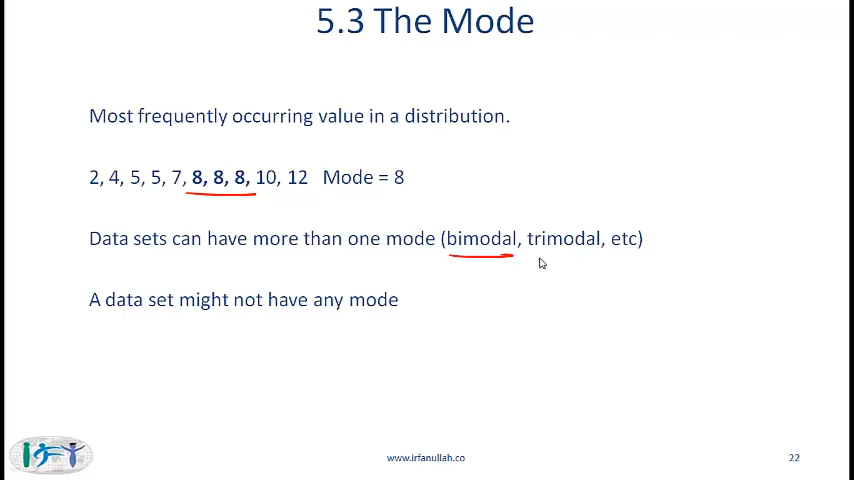 5.3 The Mode
Most frequently occurring value in a distribution.
2, 4, 5, 5, 7, 8, 8, 8, 10, 12 Mode = 8
Data sets can have more than one mode (bimodal, trimodal, etc)
A data set might not have any mode
www.irfanullah.co
22